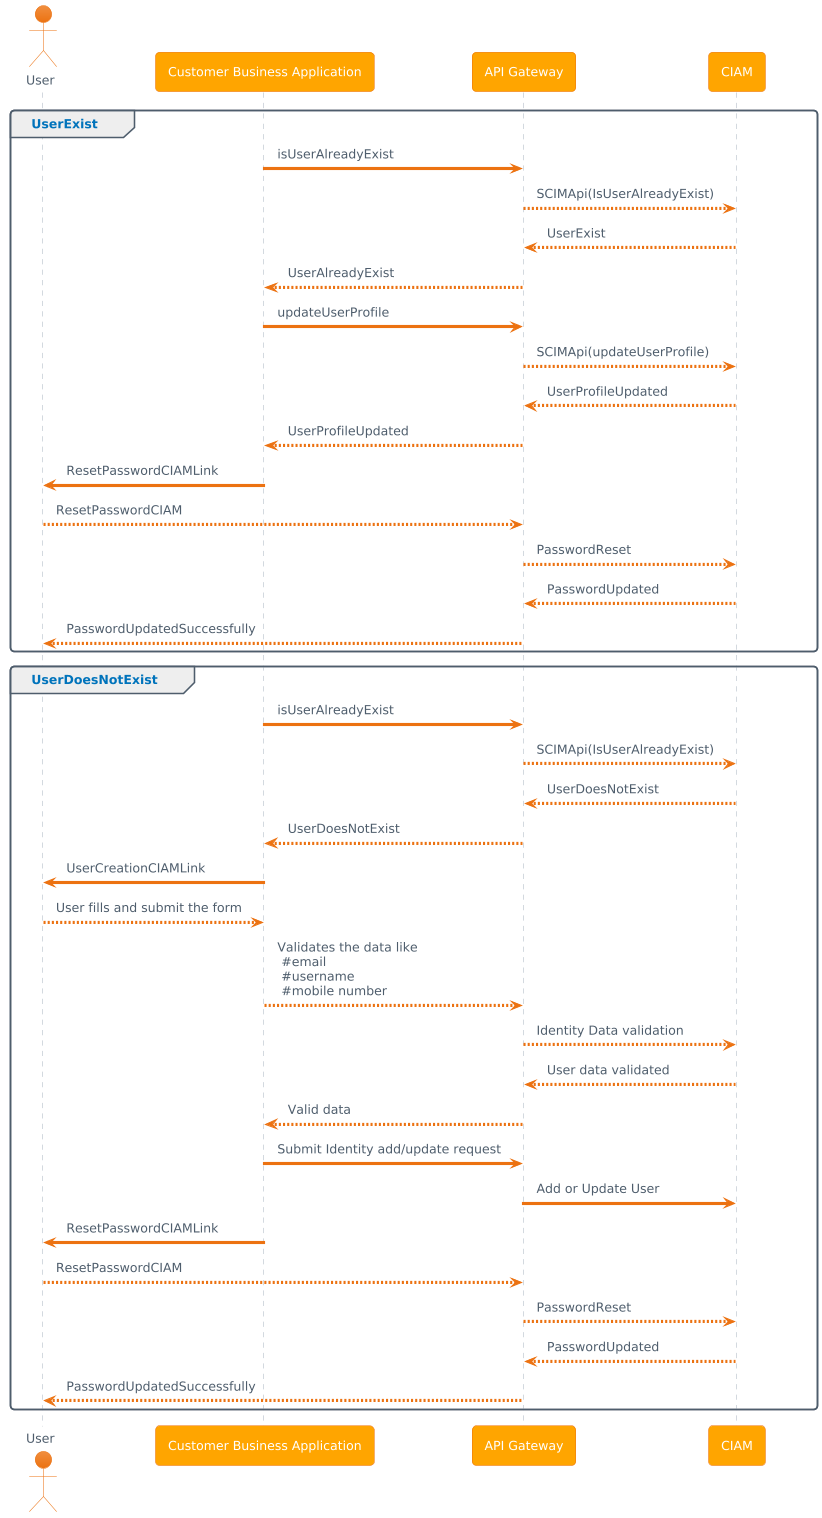 User
Customer Business Application
API Gateway
CIAM
UserExist
isUserAlreadyExist
SCIMApi(IsUserAlreadyExist)
UserExist
UserAlreadyExist
updateUserProfile
SCIMApi(updateUserProfile)
UserProfileUpdated
UserProfileUpdated
ResetPasswordCIAMLink
ResetPasswordCIAM
PasswordReset
PasswordUpdated
PasswordUpdatedSuccessfully
UserDoesNotExist
isUserAlreadyExist
SCIMApi(IsUserAlreadyExist)
UserDoesNotExist
UserDoesNotExist
UserCreationCIAMLink
User fills and submit the form
Validates the data like
#email
#username
#mobile number
Identity Data validation
User data validated
Valid data
Submit Identity add/update request
Add or Update User
ResetPasswordCIAMLink
ResetPasswordCIAM
PasswordReset
PasswordUpdated
PasswordUpdatedSuccessfully
User
Customer Business Application
API Gateway
CIAM